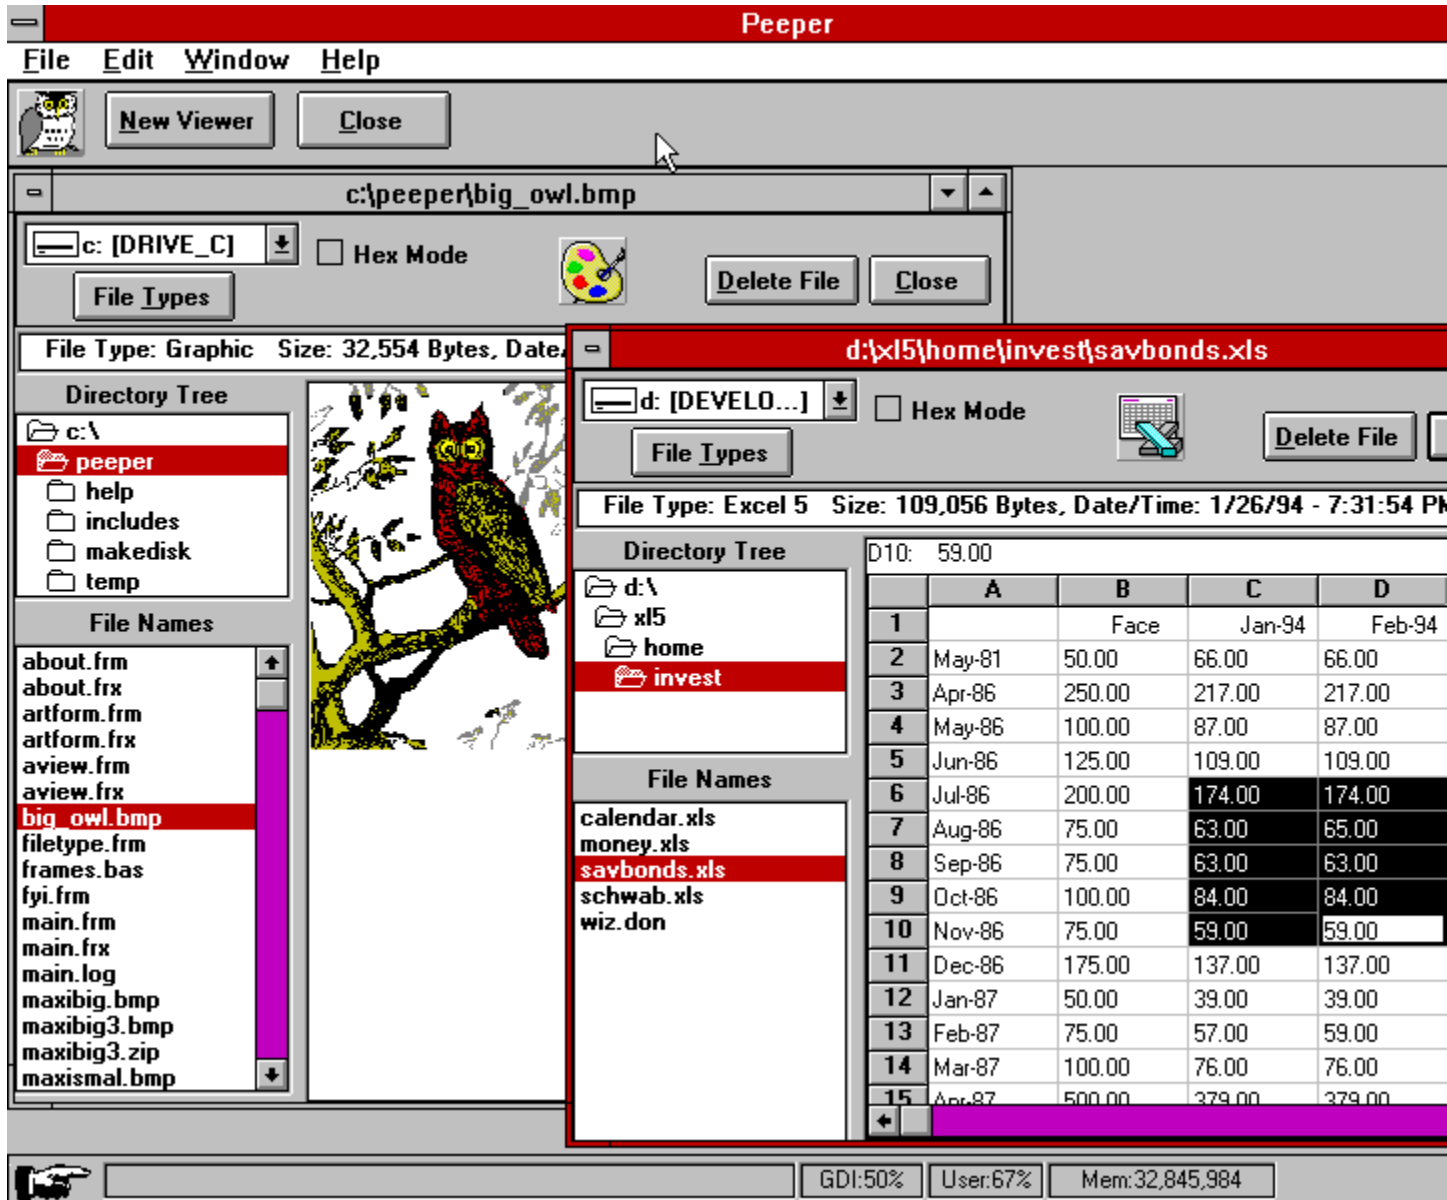 Peeper
File Edit Window Help
New Viewer Close
c:\peeper\big_owl.bmp
c: [DRIVE_C] Hex Mode
File Types Delete File Close
File Type: Graphic Size: 32,554 Bytes, Date/
Directory Tree
c:\
peeper
help
includes
makedisk
temp
File Names
about.frm
about.frx
artform.frm
artform.frx
aview.frm
aview.frx
big_owl.bmp
filetype.frm
frames.bas
fyi.frm
main.frm
main.frx
main.log
maxibig.bmp
maxibig3.bmp
maxibig3.zip
maxismal.bmp
d:\xl5\home\invest\savbonds.xls
d: [DEVELO...] Hex Mode
File Types Delete File
File Type: Excel 5 Size: 109,056 Bytes, Date/Time: 1/26/94 - 7:31:54 PM
Directory Tree
d:\
xl5
home
invest
File Names
calendar.xls
money.xls
savbonds.xls
schwab.xls
wiz.don
D10: 59.00
A B C D
1 Face Jan-94 Feb-94
2 May-81 50.00 66.00 66.00
3 Apr-86 250.00 217.00 217.00
4 May-86 100.00 87.00 87.00
5 Jun-86 125.00 109.00 109.00
6 Jul-86 200.00 174.00 174.00
7 Aug-86 75.00 63.00 65.00
8 Sep-86 75.00 63.00 63.00
9 Oct-86 100.00 84.00 84.00
10 Nov-86 75.00 59.00 59.00
11 Dec-86 175.00 137.00 137.00
12 Jan-87 50.00 39.00 39.00
13 Feb-87 75.00 57.00 59.00
14 Mar-87 100.00 76.00 76.00
15 Apr-87 500.00 379.00 379.00
GDI:50% User:67% Mem:32,845,984